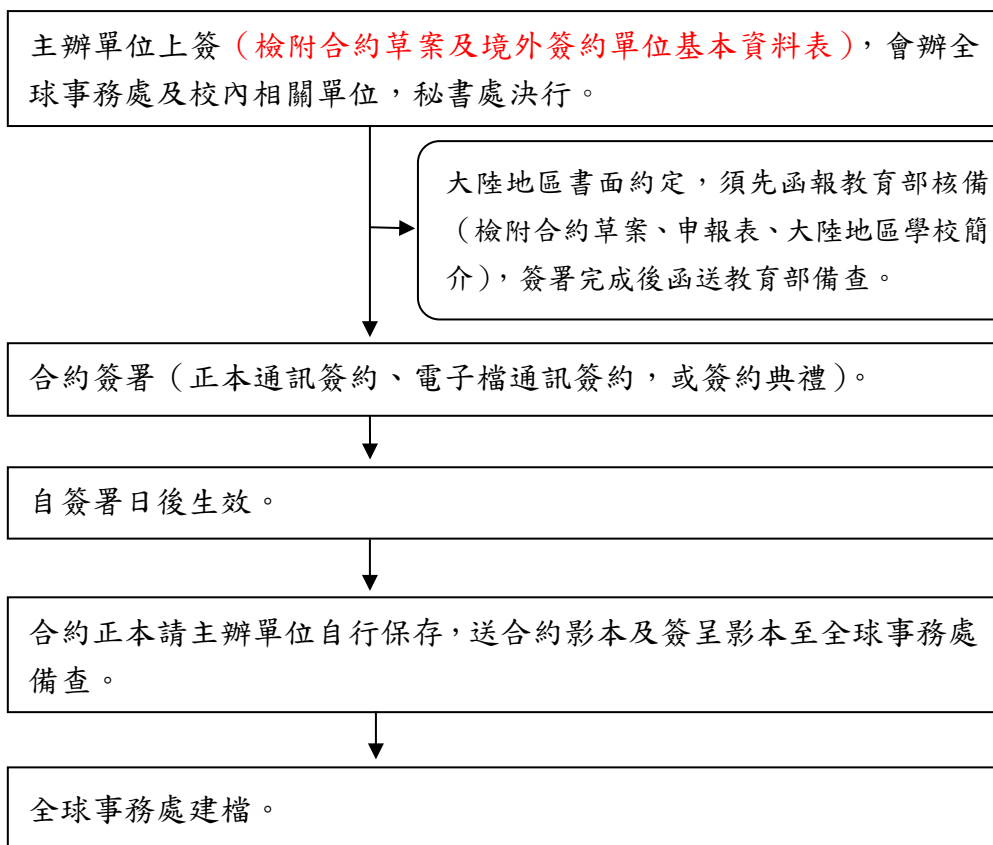 主辦單位上簽（檢附合約草案及境外簽約單位基本資料表），會辦全
球事務處及校內相關單位，秘書處決行。
大陸地區書面約定，須先函報教育部核備
（檢附合約草案、申報表、大陸地區學校簡
介），簽署完成後函送教育部備查。
合約簽署（正本通訊簽約、電子檔通訊簽約，或簽約典禮）。
自簽署日後生效。
合約正本請主辦單位自行保存，送合約影本及簽呈影本至全球事務處
備查。
全球事務處建檔。